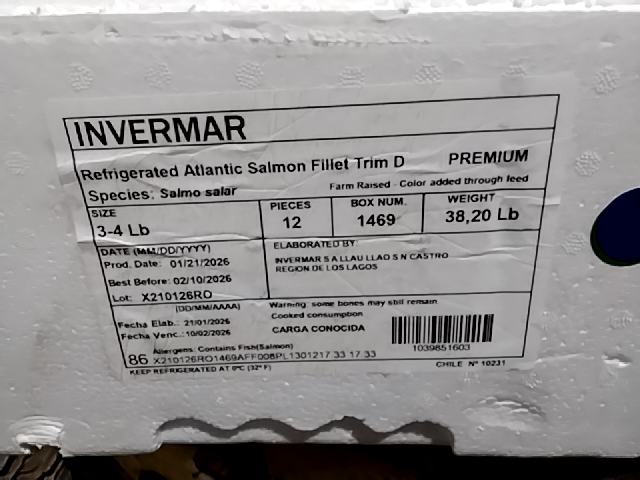 INVERMAR
Refrigerated Atlantic Salmon Fillet Trim D PREMIUM
Species: Salmo salar Farm Raised - Color added through feed
SIZE PIECES BOX NUM. WEIGHT
3-4 Lb 12 1469 38,20 Lb
DATE (MM/DD/YYYY) ELABORATED BY:
Prod. Date: 01/21/2026 INVERMAR S A LLAU LLAO S N CASTRO
Best Before: 02/10/2026 REGION DE LOS LAGOS
Lot: X210126RO
(DD/MM/AAAA) Warning: some bones may still remain
Fecha Elab.: 21/01/2026 Cooked consumption
Fecha Venc.: 10/02/2026 CARGA CONOCIDA
Allergens: Contains Fish(Salmon) 1039851603
86 X210126RO1469AFF008PL1301217 33 17 33
KEEP REFRIGERATED AT 0ºC (32º F) CHILE Nº 10231